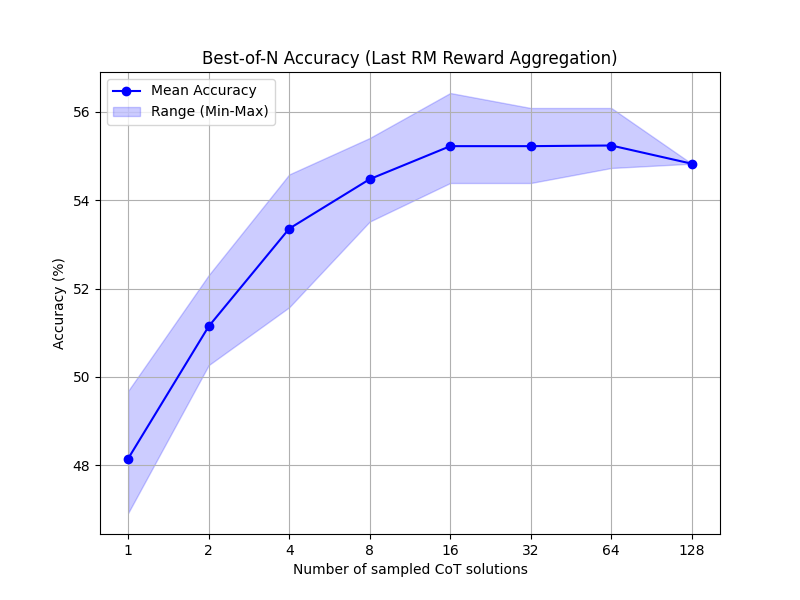 Best-of-N Accuracy (Last RM Reward Aggregation)
Mean Accuracy
Range (Min-Max)
Accuracy (%)
56
54
52
50
48
1 2 4 8 16 32 64 128
Number of sampled CoT solutions